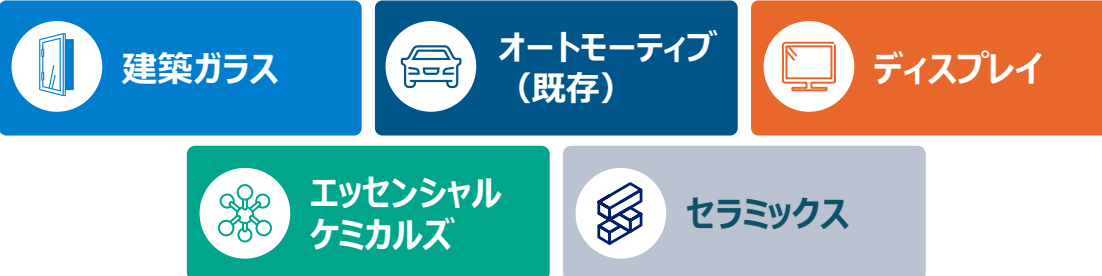 建築ガラス
オートモーティブ
（既存）
ディスプレイ
エッセンシャル
ケミカルズ
セラミックス